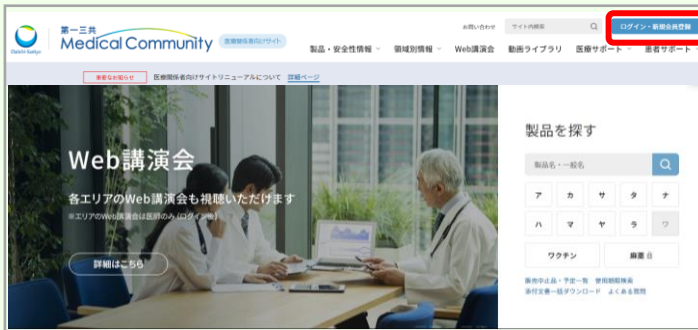 Daiichi-Sankyo
第一三共
Medical Community
医療関係者向けサイト
お問い合わせ
サイト内検索
ログイン・新規会員登録
製品・安全性情報
領域別情報
Web講演会
動画ライブラリ
医療サポート
患者サポート
重要なお知らせ
医療関係者向けサイトリニューアルについて 詳細ページ
Web講演会
各エリアのWeb講演会も視聴いただけます
※エリアのWeb講演会は医師のみ（ログイン後）
詳細はこちら
製品を探す
製品名・一般名
ア カ サ タ ナ
ハ マ ヤ ラ ワ
ワクチン 麻薬
販売中止品・予定一覧 使用期限検索
添付文書一括ダウンロード よくある質問